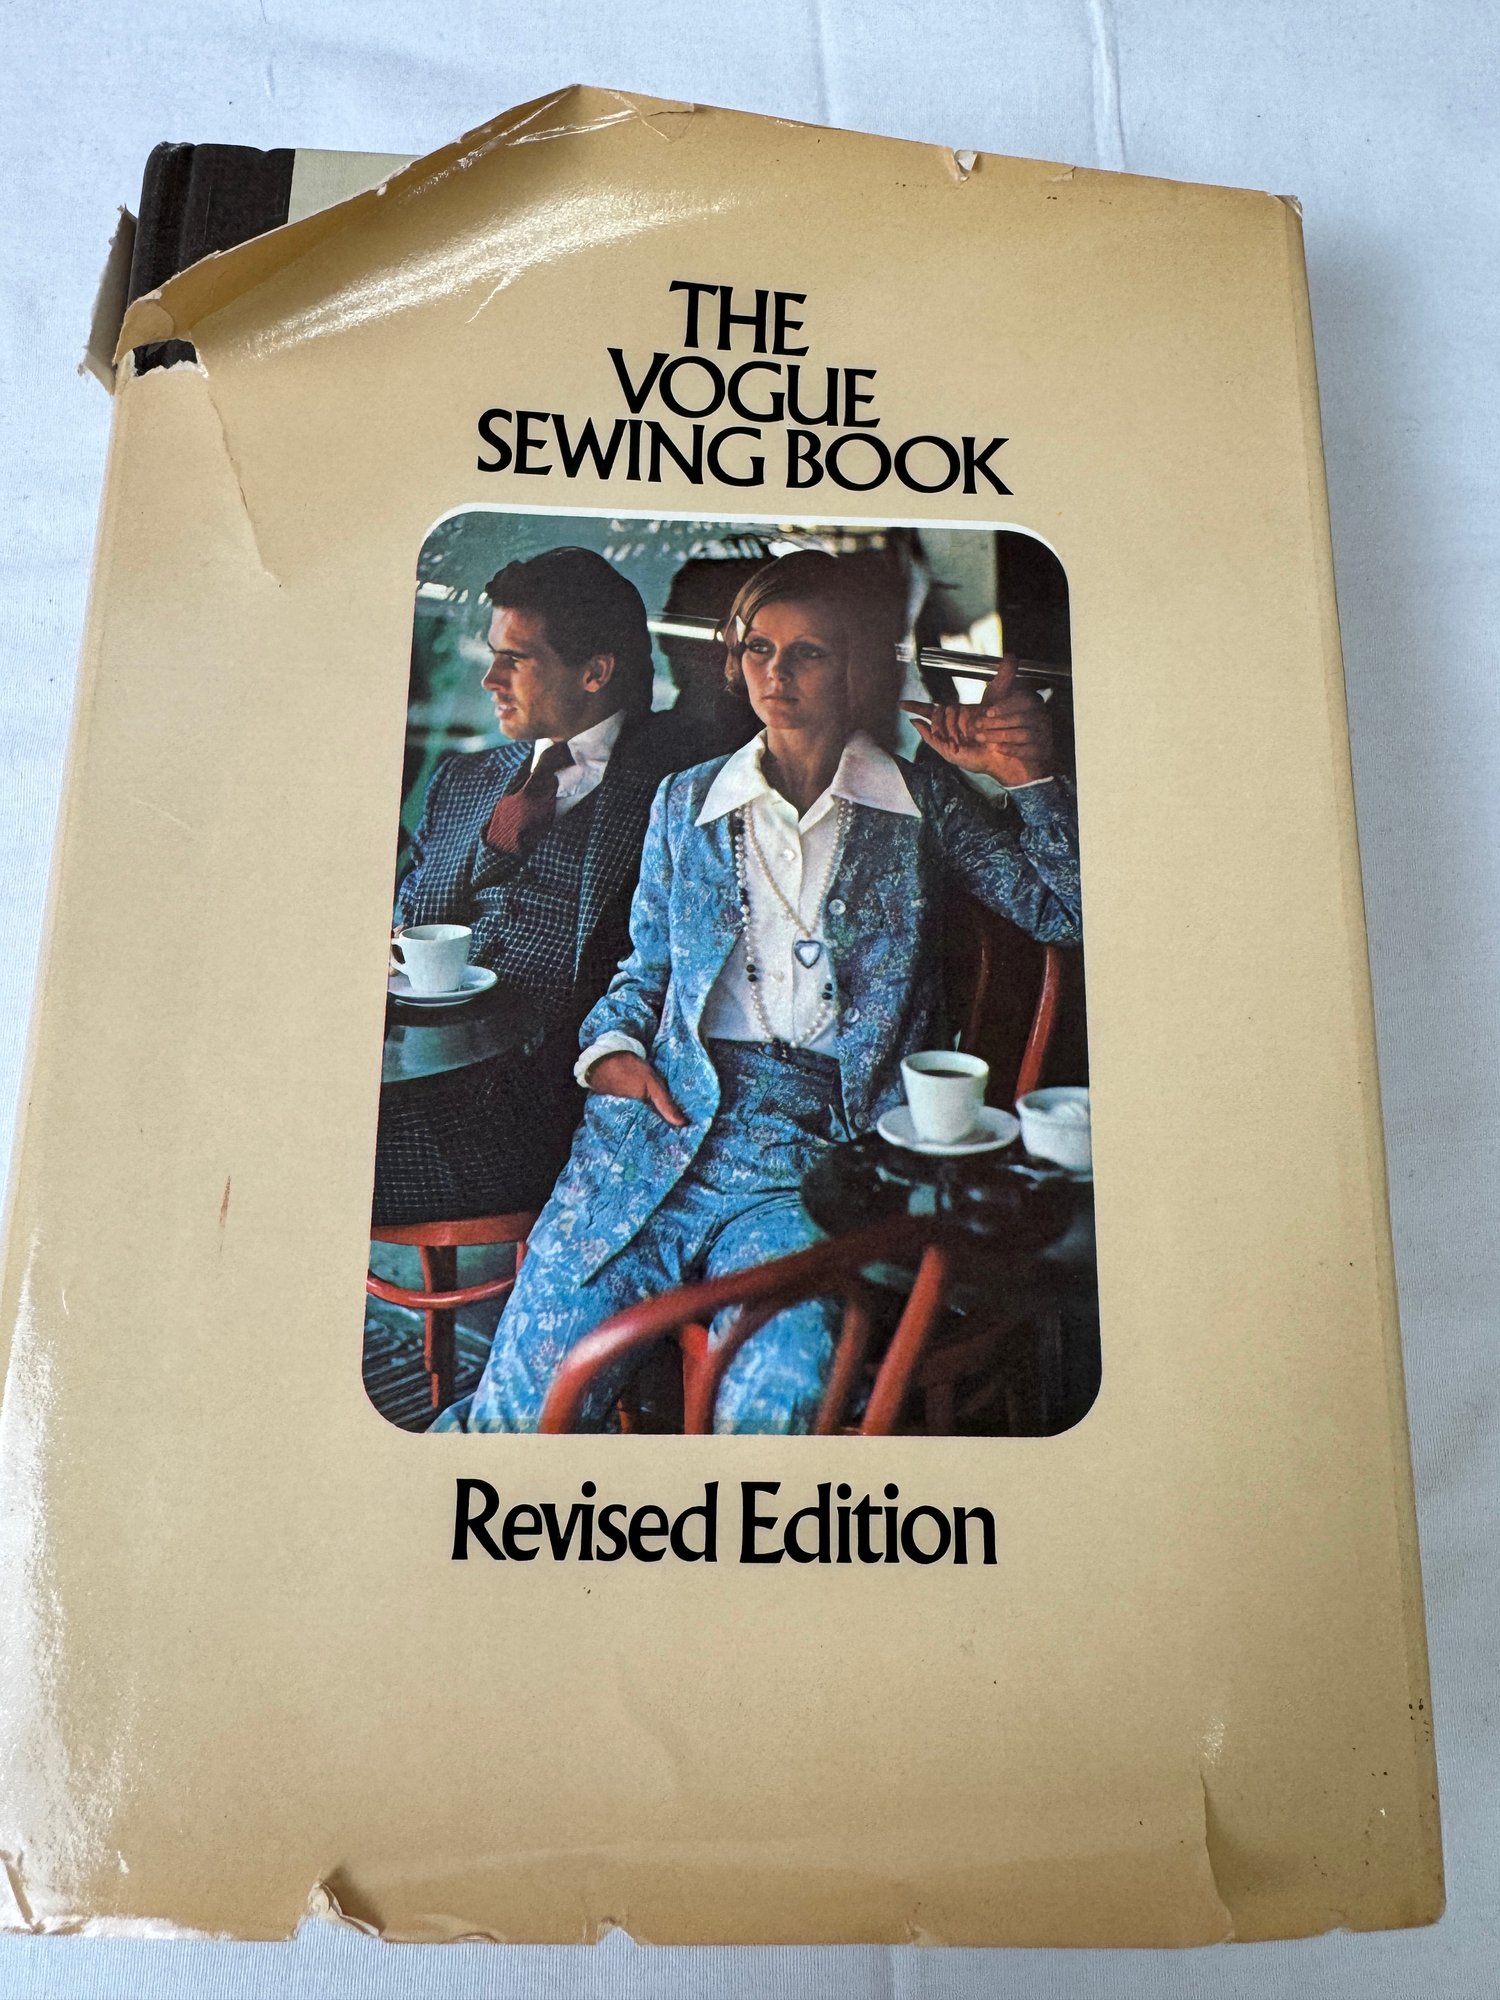 THE
VOGUE
SEWING BOOK
Revised Edition